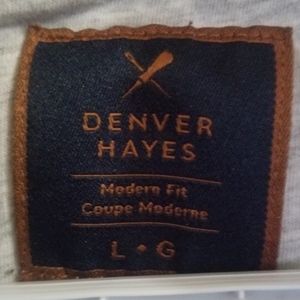 DENVER
HAYES
Modern Fit
Coupe Moderne
L • G